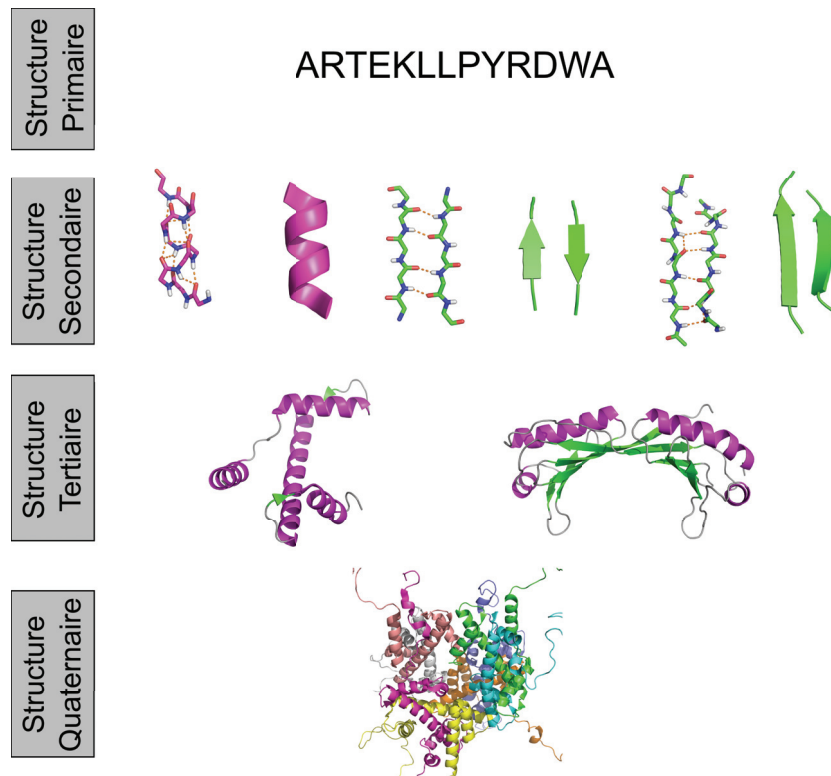 Structure
Primaire
ARTEKLLPYRDWA
Structure
Secondaire
Structure
Tertiaire
Structure
Quaternaire